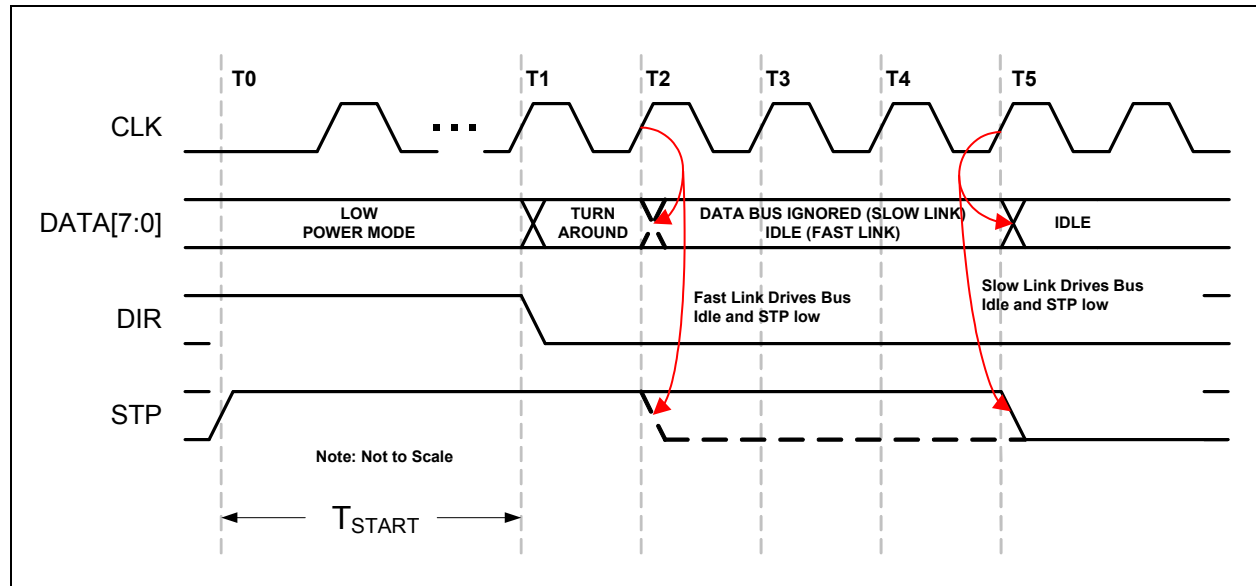 T0 T1 T2 T3 T4 T5
CLK
DATA[7:0]
LOW
POWER MODE
TURN
AROUND
DATA BUS IGNORED (SLOW LINK)
IDLE (FAST LINK)
IDLE
DIR
Fast Link Drives Bus
Idle and STP low
Slow Link Drives Bus
Idle and STP low
STP
Note: Not to Scale
TSTART